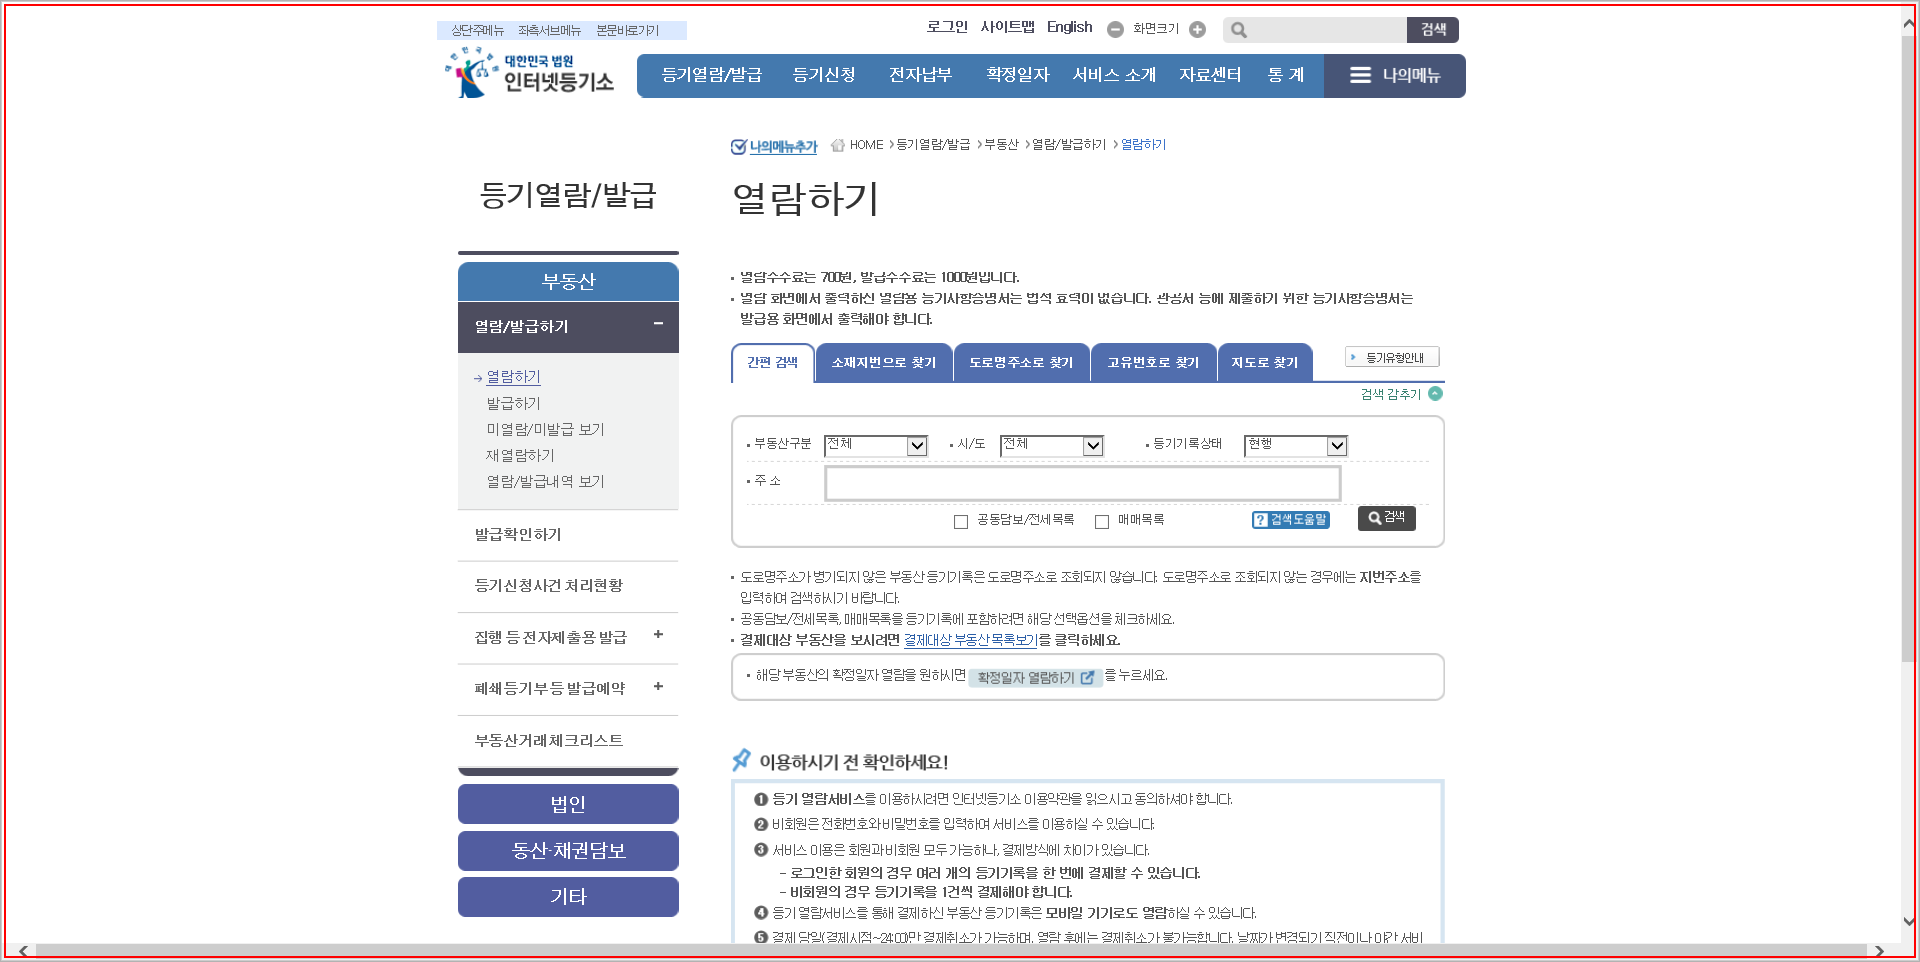 상단주메뉴 좌측서브메뉴 본문바로가기
로그인 사이트맵 English 화면크기 검색
대한민국 법원
인터넷등기소
등기열람/발급 등기신청 전자납부 확정일자 서비스 소개 자료센터 통 계 나의메뉴
나의메뉴추가 HOME 등기열람/발급 부동산 열람/발급하기 열람하기
등기열람/발급
부동산
열람/발급하기
열람하기
발급하기
미열람/미발급 보기
재열람하기
열람/발급내역 보기
발급확인하기
등기신청사건 처리현황
집행 등 전자제출용 발급
폐쇄등기부등 발급예약
부동산거래 체크리스트
법인
동산·채권담보
기타
열람하기
열람수수료는 700원, 발급수수료는 1000원입니다.
열람 화면에서 출력하신 열람용 등기사항증명서는 법적 효력이 없습니다. 관공서 등에 제출하기 위한 등기사항증명서는
발급용 화면에서 출력해야 합니다.
간편 검색 소재지번으로 찾기 도로명주소로 찾기 고유번호로 찾기 지도로 찾기 등기유형안내
검색 감추기
부동산구분 전체 시/도 전체 등기기록상태 현행
주 소
공동담보/전세목록 매매목록 ? 검색도움말 검색
도로명주소가 병기되지 않은 부동산 등기기록은 도로명주소로 조회되지 않습니다. 도로명주소로 조회되지 않는 경우에는 지번주소를
입력하여 검색하시기 바랍니다.
공동담보/전세목록, 매매목록을 등기기록에 포함하려면 해당 선택옵션을 체크하세요.
결제대상 부동산을 보시려면 결제대상 부동산 목록보기를 클릭하세요.
해당 부동산의 확정일자 열람을 원하시면 확정일자 열람하기 를 누르세요.
이용하시기 전 확인하세요!
1 등기 열람서비스를 이용하시려면 인터넷등기소 이용약관을 읽으시고 동의하셔야 합니다.
2 비회원은 전화번호와 비밀번호를 입력하여 서비스를 이용하실 수 있습니다.
3 서비스 이용은 회원과 비회원 모두 가능하나, 결제방식에 차이가 있습니다.
- 로그인한 회원의 경우 여러 개의 등기기록을 한 번에 결제할 수 있습니다.
- 비회원의 경우 등기기록을 1건씩 결제해야 합니다.
4 등기 열람서비스를 통해 결제하신 부동산 등기기록은 모바일 기기로도 열람하실 수 있습니다.
5 결제 당일(결제시점~24:00)만 결제취소가 가능하며, 열람 후에는 결제취소가 불가능합니다. 날짜가 변경되기 직전이나 야간 서비